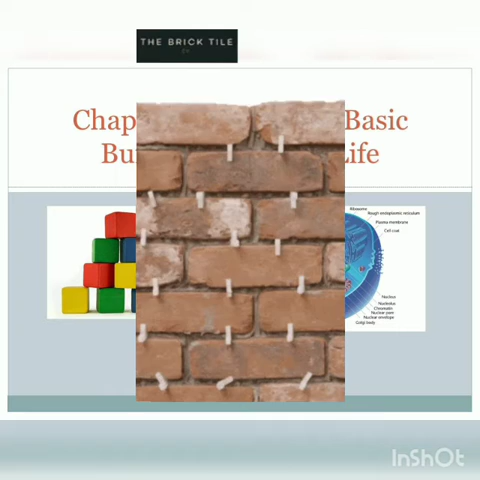 THE BRICK TILE
Chap Basic
Bu Life
Ribosome
Rough endoplasmic reticulum
Plasma membrane
Cell coat
Nucleus
Nucleolus
Chromatin
Nuclear pore
Nuclear envelope
Golgi body
InShOt